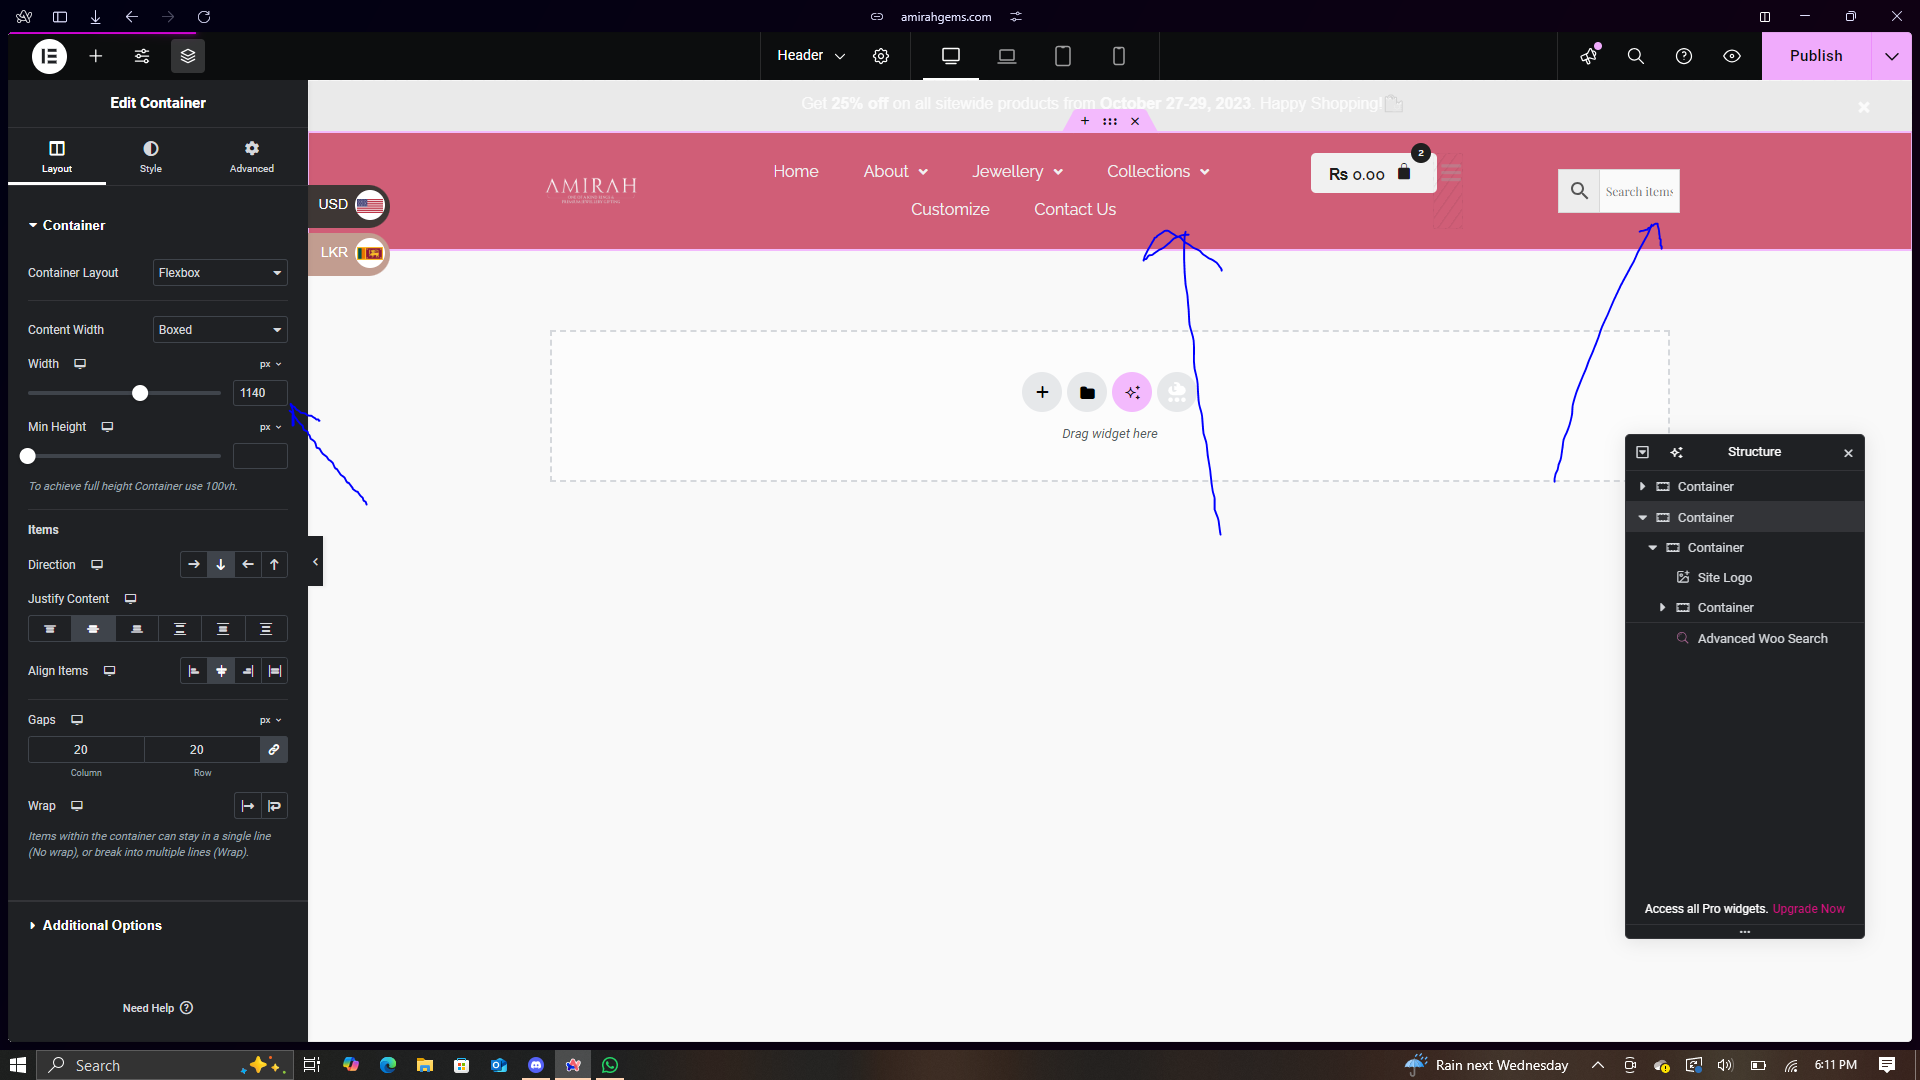 amirahgems.com
Header
Publish
Edit Container
Get 25% off on all sitewide products from October 27-29, 2023. Happy Shopping!
Layout
Style
Advanced
AMIRAH
Home
About
Jewellery
Collections
Customize
Contact Us
Rs 0.00
2
Search items
USD
LKR
Container
Container Layout
Flexbox
Content Width
Boxed
Width
px
1140
Min Height
px
To achieve full height Container use 100vh.
Drag widget here
Items
Direction
Justify Content
Align Items
Gaps
px
20
20
Column
Row
Wrap
Items within the container can stay in a single line
(No wrap), or break into multiple lines (Wrap).
Additional Options
Need Help
Structure
Container
Container
Container
Site Logo
Container
Advanced Woo Search
Access all Pro widgets. Upgrade Now
Search
Rain next Wednesday
6:11 PM